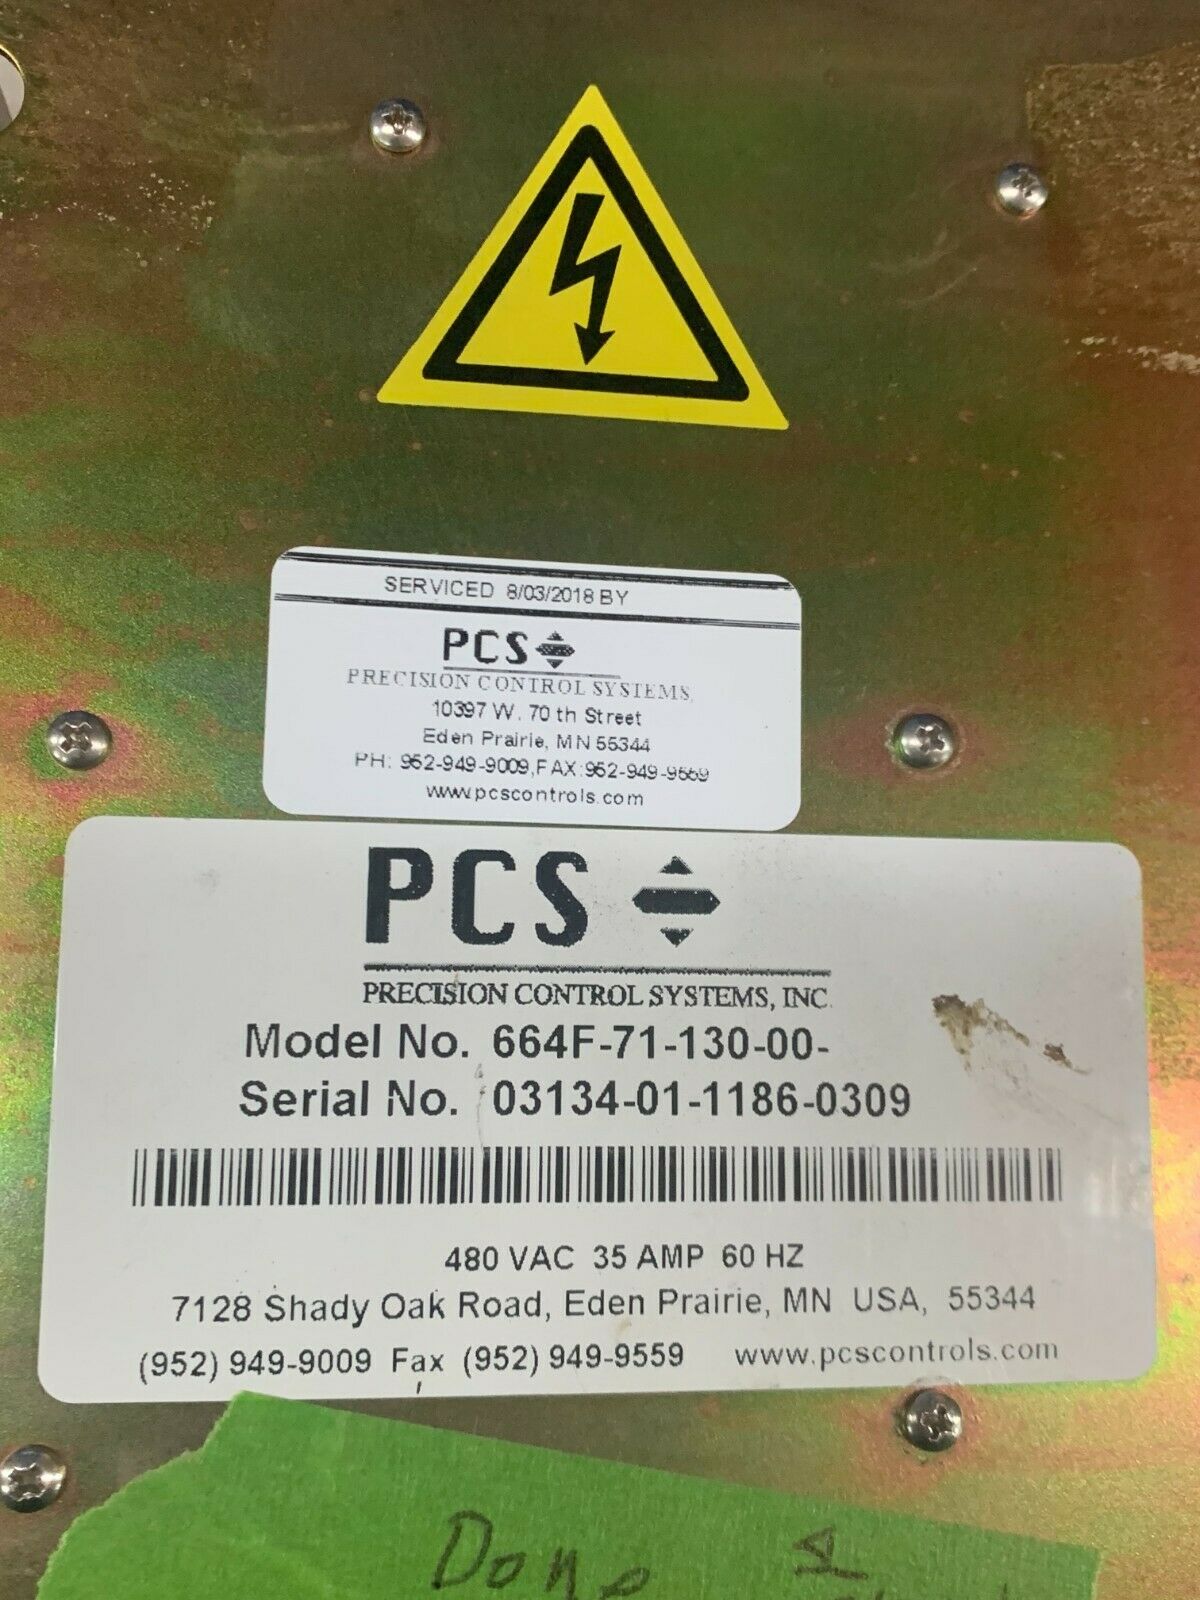 SERVICED 8/03/2018 BY
PCS
PRECISION CONTROL SYSTEMS,
10397 W. 70 th Street
Eden Prairie, MN 55344
PH: 952-949-9009,FAX:952-949-9559
www.pcscontrols.com
PCS
PRECISION CONTROL SYSTEMS, INC.
Model No. 664F-71-130-00-
Serial No. 03134-01-1186-0309
480 VAC 35 AMP 60 HZ
7128 Shady Oak Road, Eden Prairie, MN USA, 55344
(952) 949-9009 Fax (952) 949-9559 www.pcscontrols.com
Done